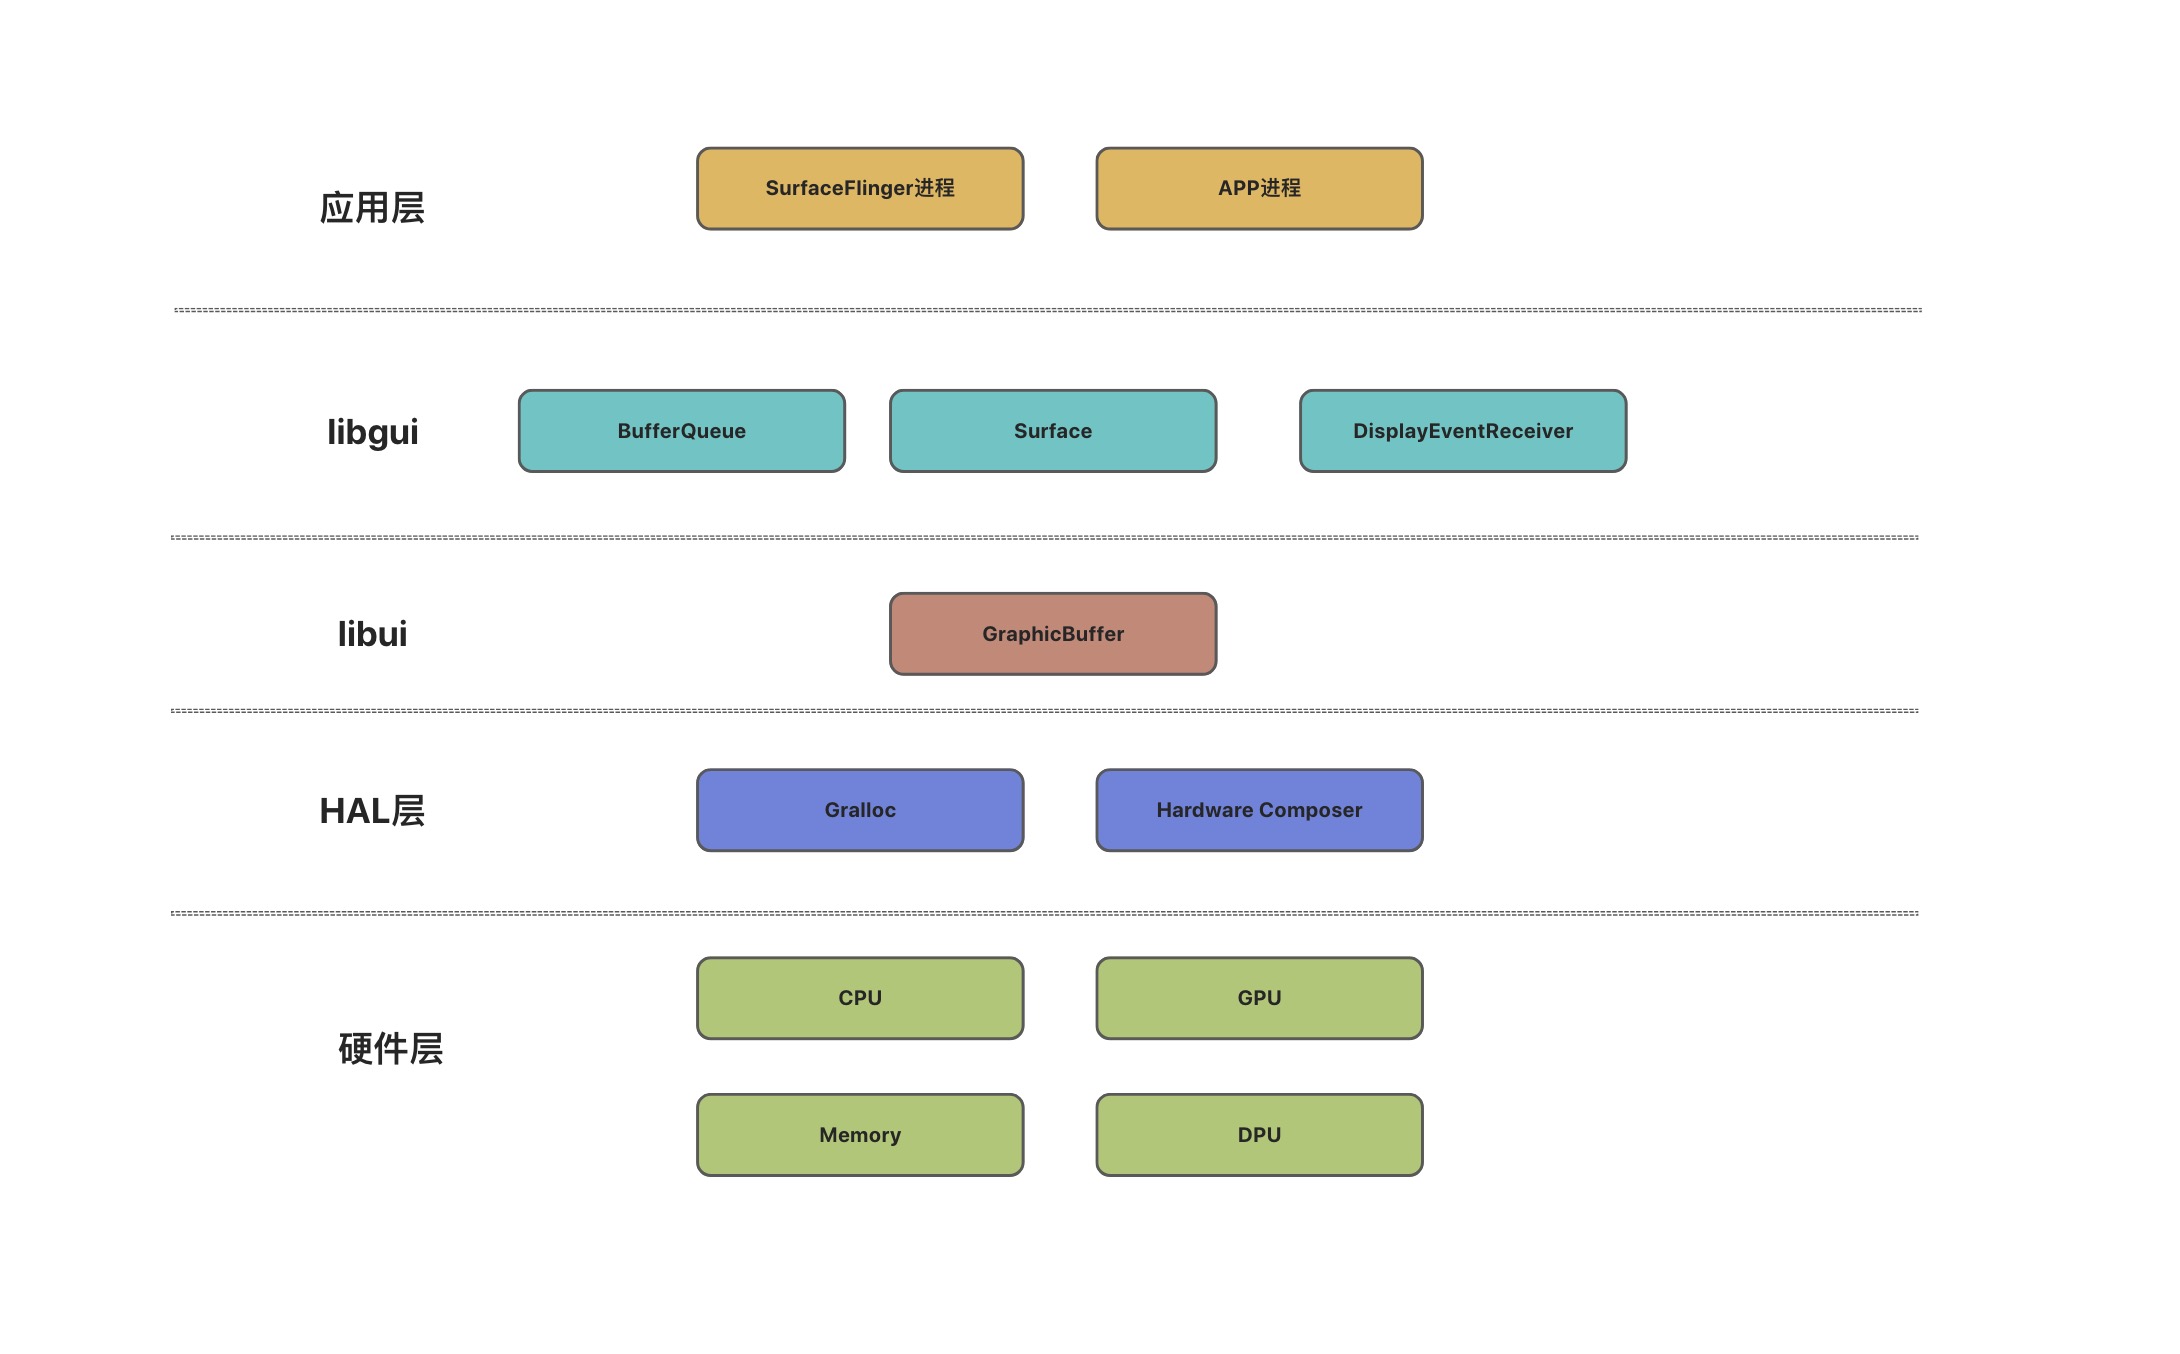 应用层
SurfaceFlinger进程
APP进程
libgui
BufferQueue
Surface
DisplayEventReceiver
libui
GraphicBuffer
HAL层
Gralloc
Hardware Composer
硬件层
CPU
GPU
Memory
DPU